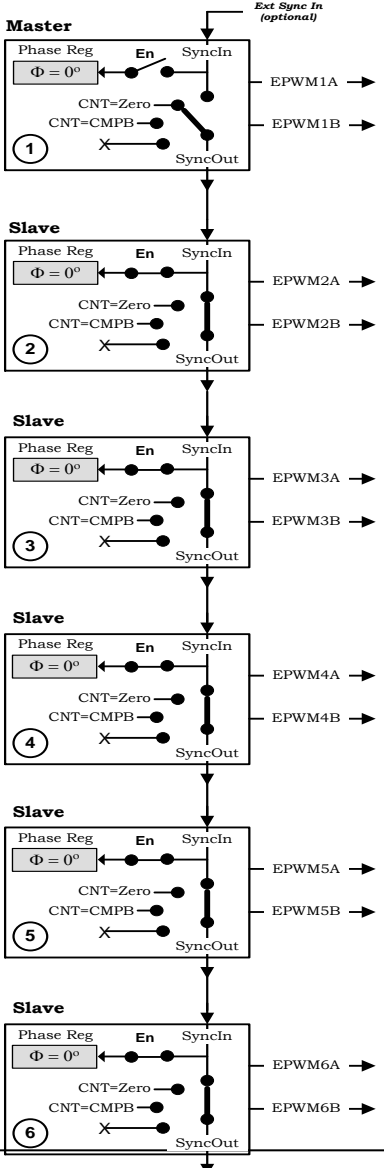 Ext Sync In
(optional)
Master
Phase Reg En SyncIn
Φ = 0°
EPWM1A
CNT=Zero
CNT=CMPB
EPWM1B
X
1
SyncOut
Slave
Phase Reg En SyncIn
Φ = 0°
EPWM2A
CNT=Zero
CNT=CMPB
EPWM2B
X
2
SyncOut
Slave
Phase Reg En SyncIn
Φ = 0°
EPWM3A
CNT=Zero
CNT=CMPB
EPWM3B
X
3
SyncOut
Slave
Phase Reg En SyncIn
Φ = 0°
EPWM4A
CNT=Zero
CNT=CMPB
EPWM4B
X
4
SyncOut
Slave
Phase Reg En SyncIn
Φ = 0°
EPWM5A
CNT=Zero
CNT=CMPB
EPWM5B
X
5
SyncOut
Slave
Phase Reg En SyncIn
Φ = 0°
EPWM6A
CNT=Zero
CNT=CMPB
EPWM6B
X
6
SyncOut